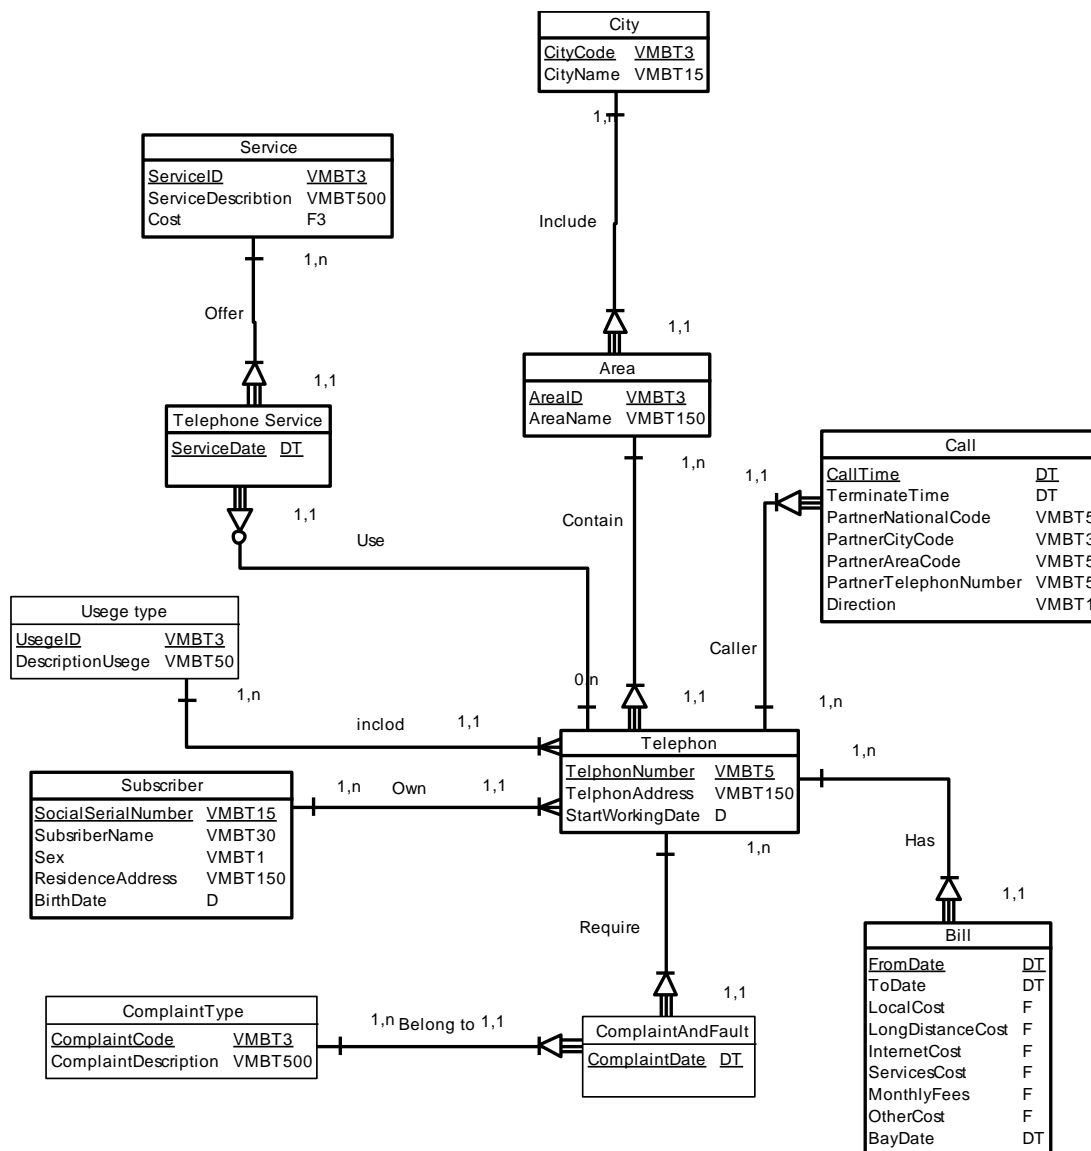 City
CityCode VMBT3
CityName VMBT15
1,n
Include
1,1
Service
ServiceID VMBT3
ServiceDescribtion VMBT500
Cost F3
1,n
Offer
1,1
Telephone Service
ServiceDate DT
1,1
Use
0,n
Area
AreaID VMBT3
AreaName VMBT150
1,n
Contain
1,1
Call
CallTime DT
TerminateTime DT
PartnerNationalCode VMBT5
PartnerCityCode VMBT3
PartnerAreaCode VMBT5
PartnerTelephonNumber VMBT5
Direction VMBT1
1,1
Caller
1,n
Usege type
UsegeID VMBT3
DescriptionUsege VMBT50
1,n
inclod
1,1
Telephon
TelphonNumber VMBT5
TelphonAddress VMBT150
StartWorkingDate D
1,n
Has
1,1
Subscriber
SocialSerialNumber VMBT15
SubsriberName VMBT30
Sex VMBT1
ResidenceAddress VMBT150
BirthDate D
1,n Own 1,1
1,n
Require
1,1
Bill
FromDate DT
ToDate DT
LocalCost F
LongDistanceCost F
InternetCost F
ServicesCost F
MonthlyFees F
OtherCost F
BayDate DT
ComplaintType
ComplaintCode VMBT3
ComplaintDescription VMBT500
1,n Belong to 1,1
ComplaintAndFault
ComplaintDate DT